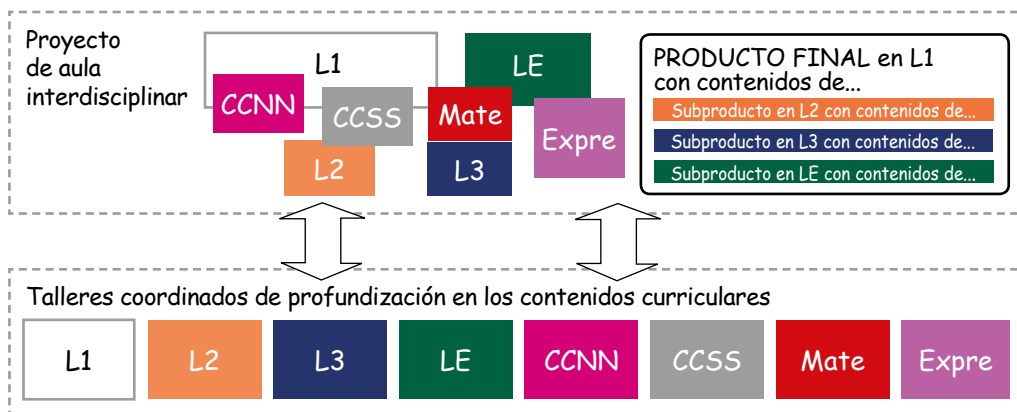 Proyecto
de aula
interdisciplinar
L1
LE
CCNN
CCSS
Mate
Expre
L2
L3
PRODUCTO FINAL en L1
con contenidos de...
Subproducto en L2 con contenidos de...
Subproducto en L3 con contenidos de...
Subproducto en LE con contenidos de...
Talleres coordinados de profundización en los contenidos curriculares
L1
L2
L3
LE
CCNN
CCSS
Mate
Expre